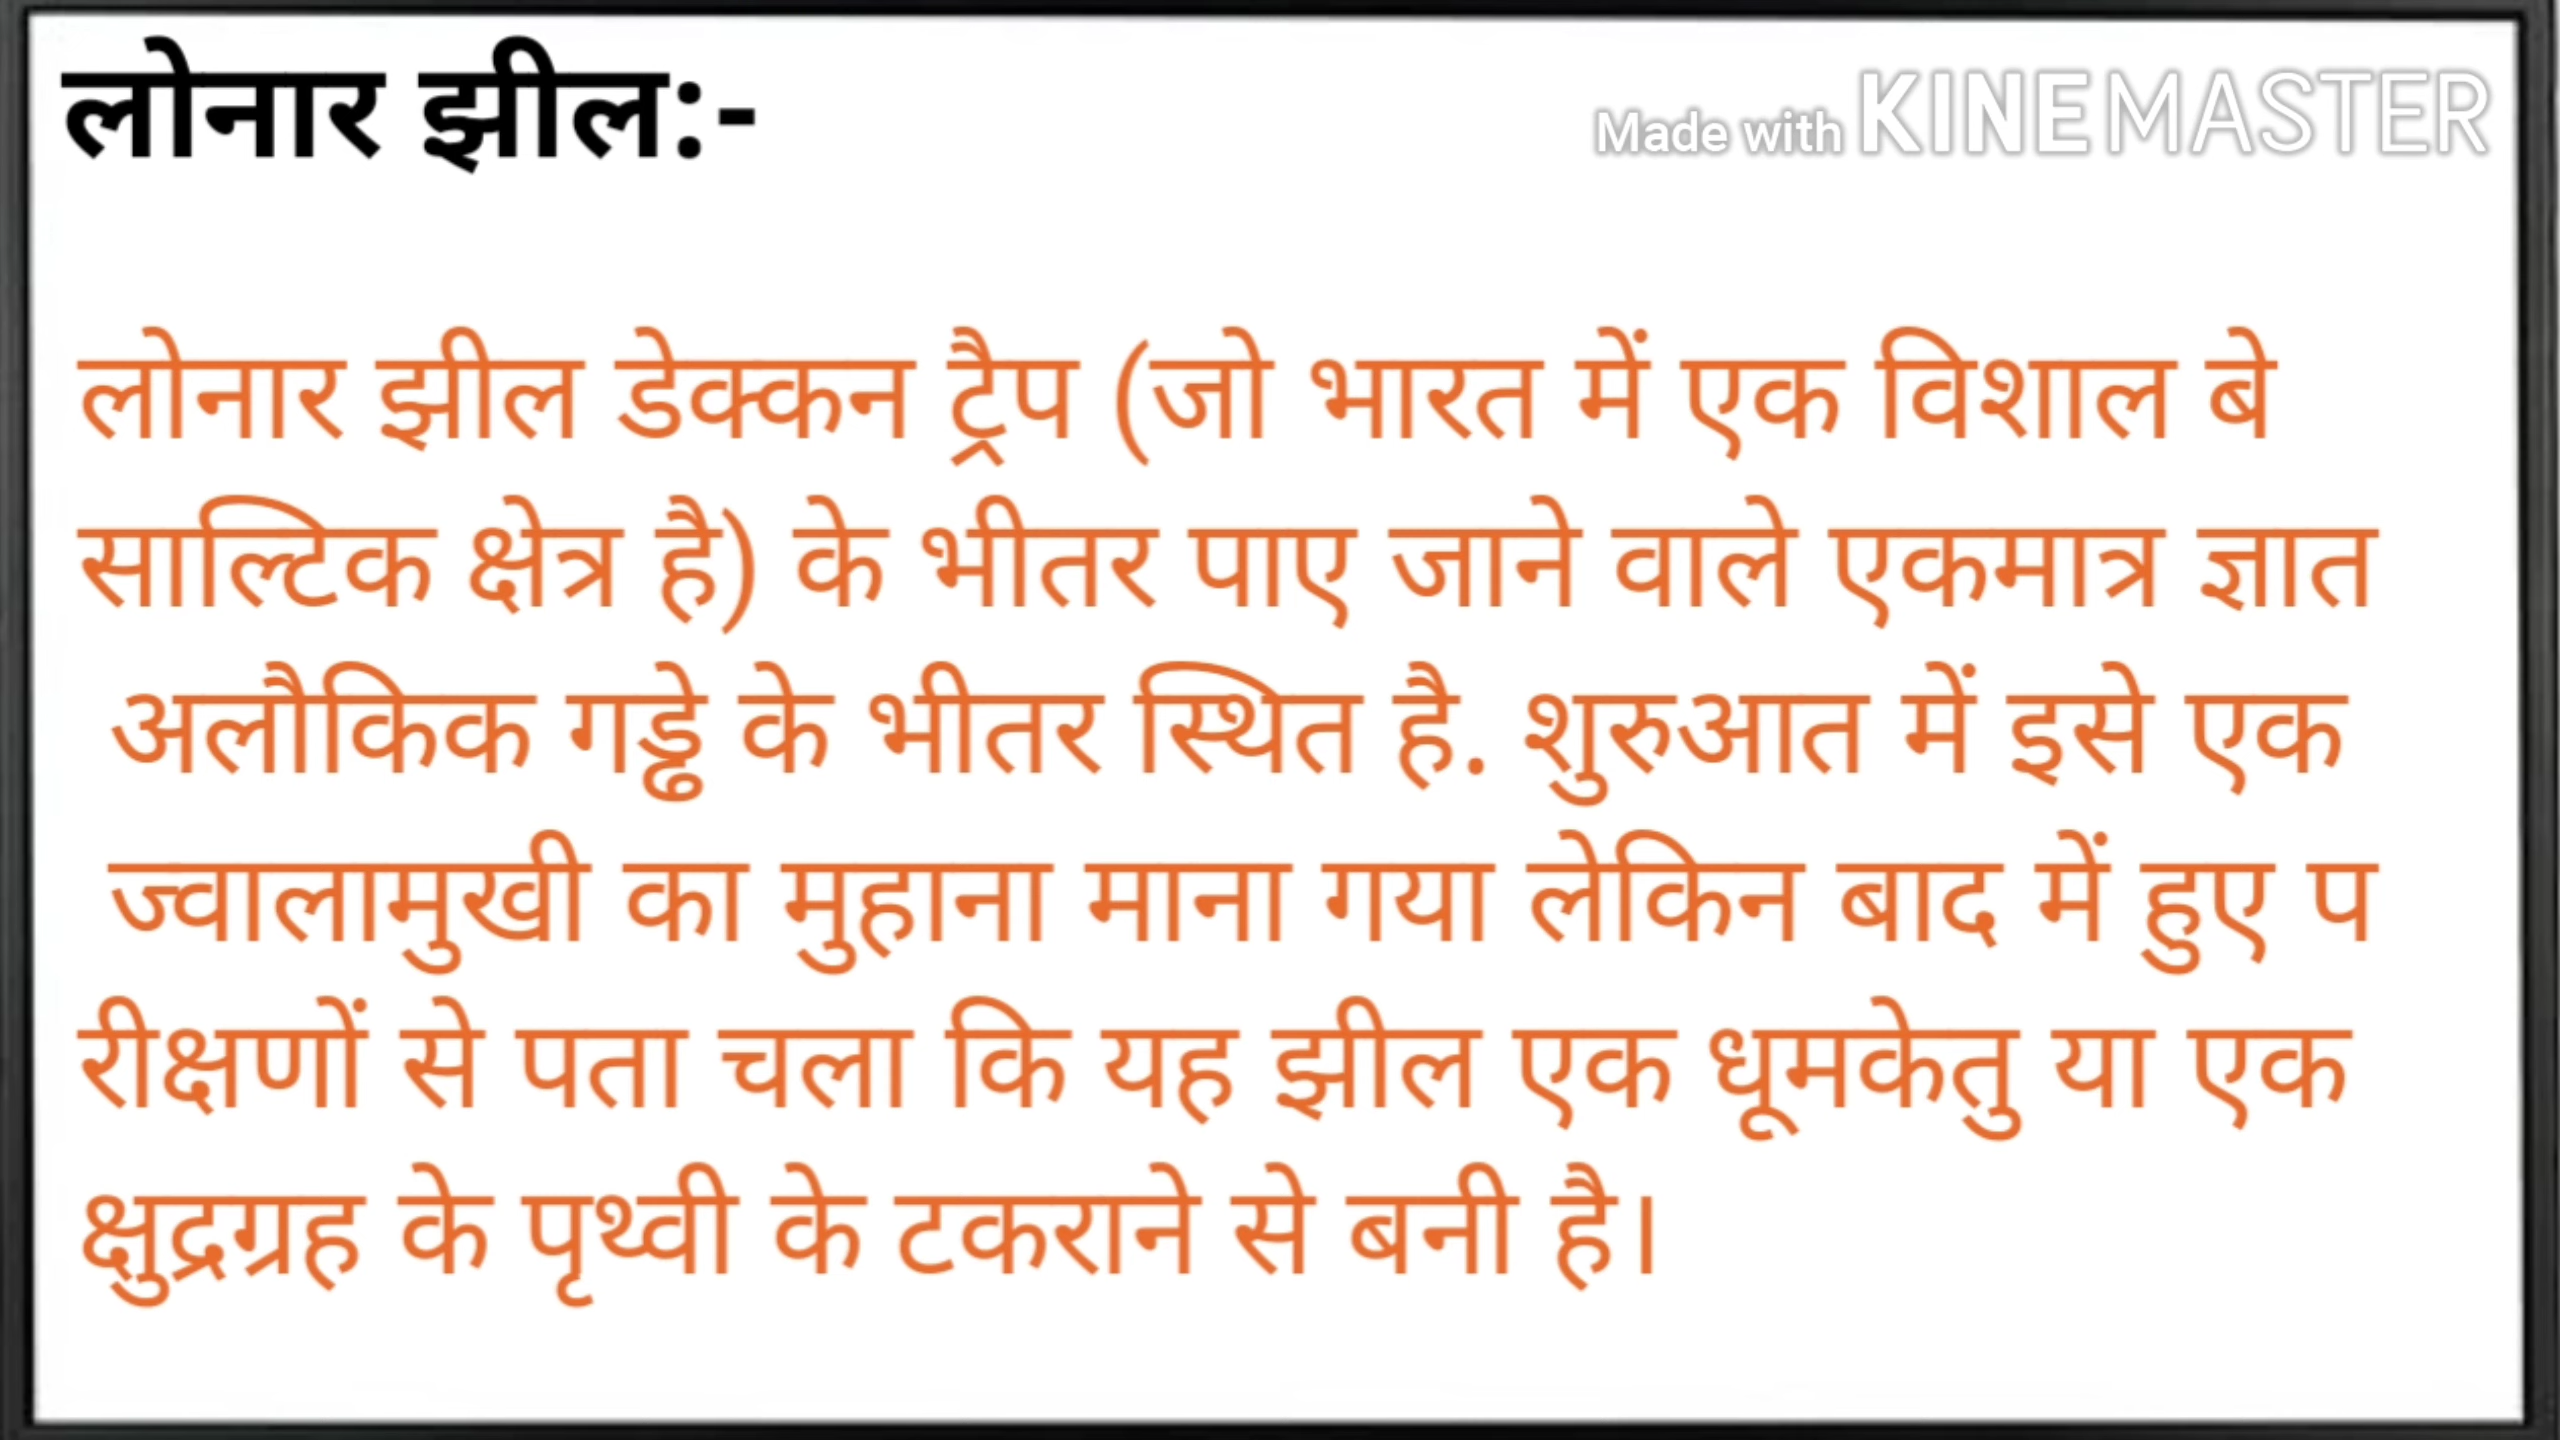 लोनार झील:-
Made with KINEMASTER
लोनार झील डेक्कन ट्रैप (जो भारत में एक विशाल बे
साल्टिक क्षेत्र है) के भीतर पाए जाने वाले एकमात्र ज्ञात
अलौकिक गड्ढे के भीतर स्थित है. शुरुआत में इसे एक
ज्वालामुखी का मुहाना माना गया लेकिन बाद में हुए प
रीक्षणों से पता चला कि यह झील एक धूमकेतु या एक
क्षुद्रग्रह के पृथ्वी के टकराने से बनी है।